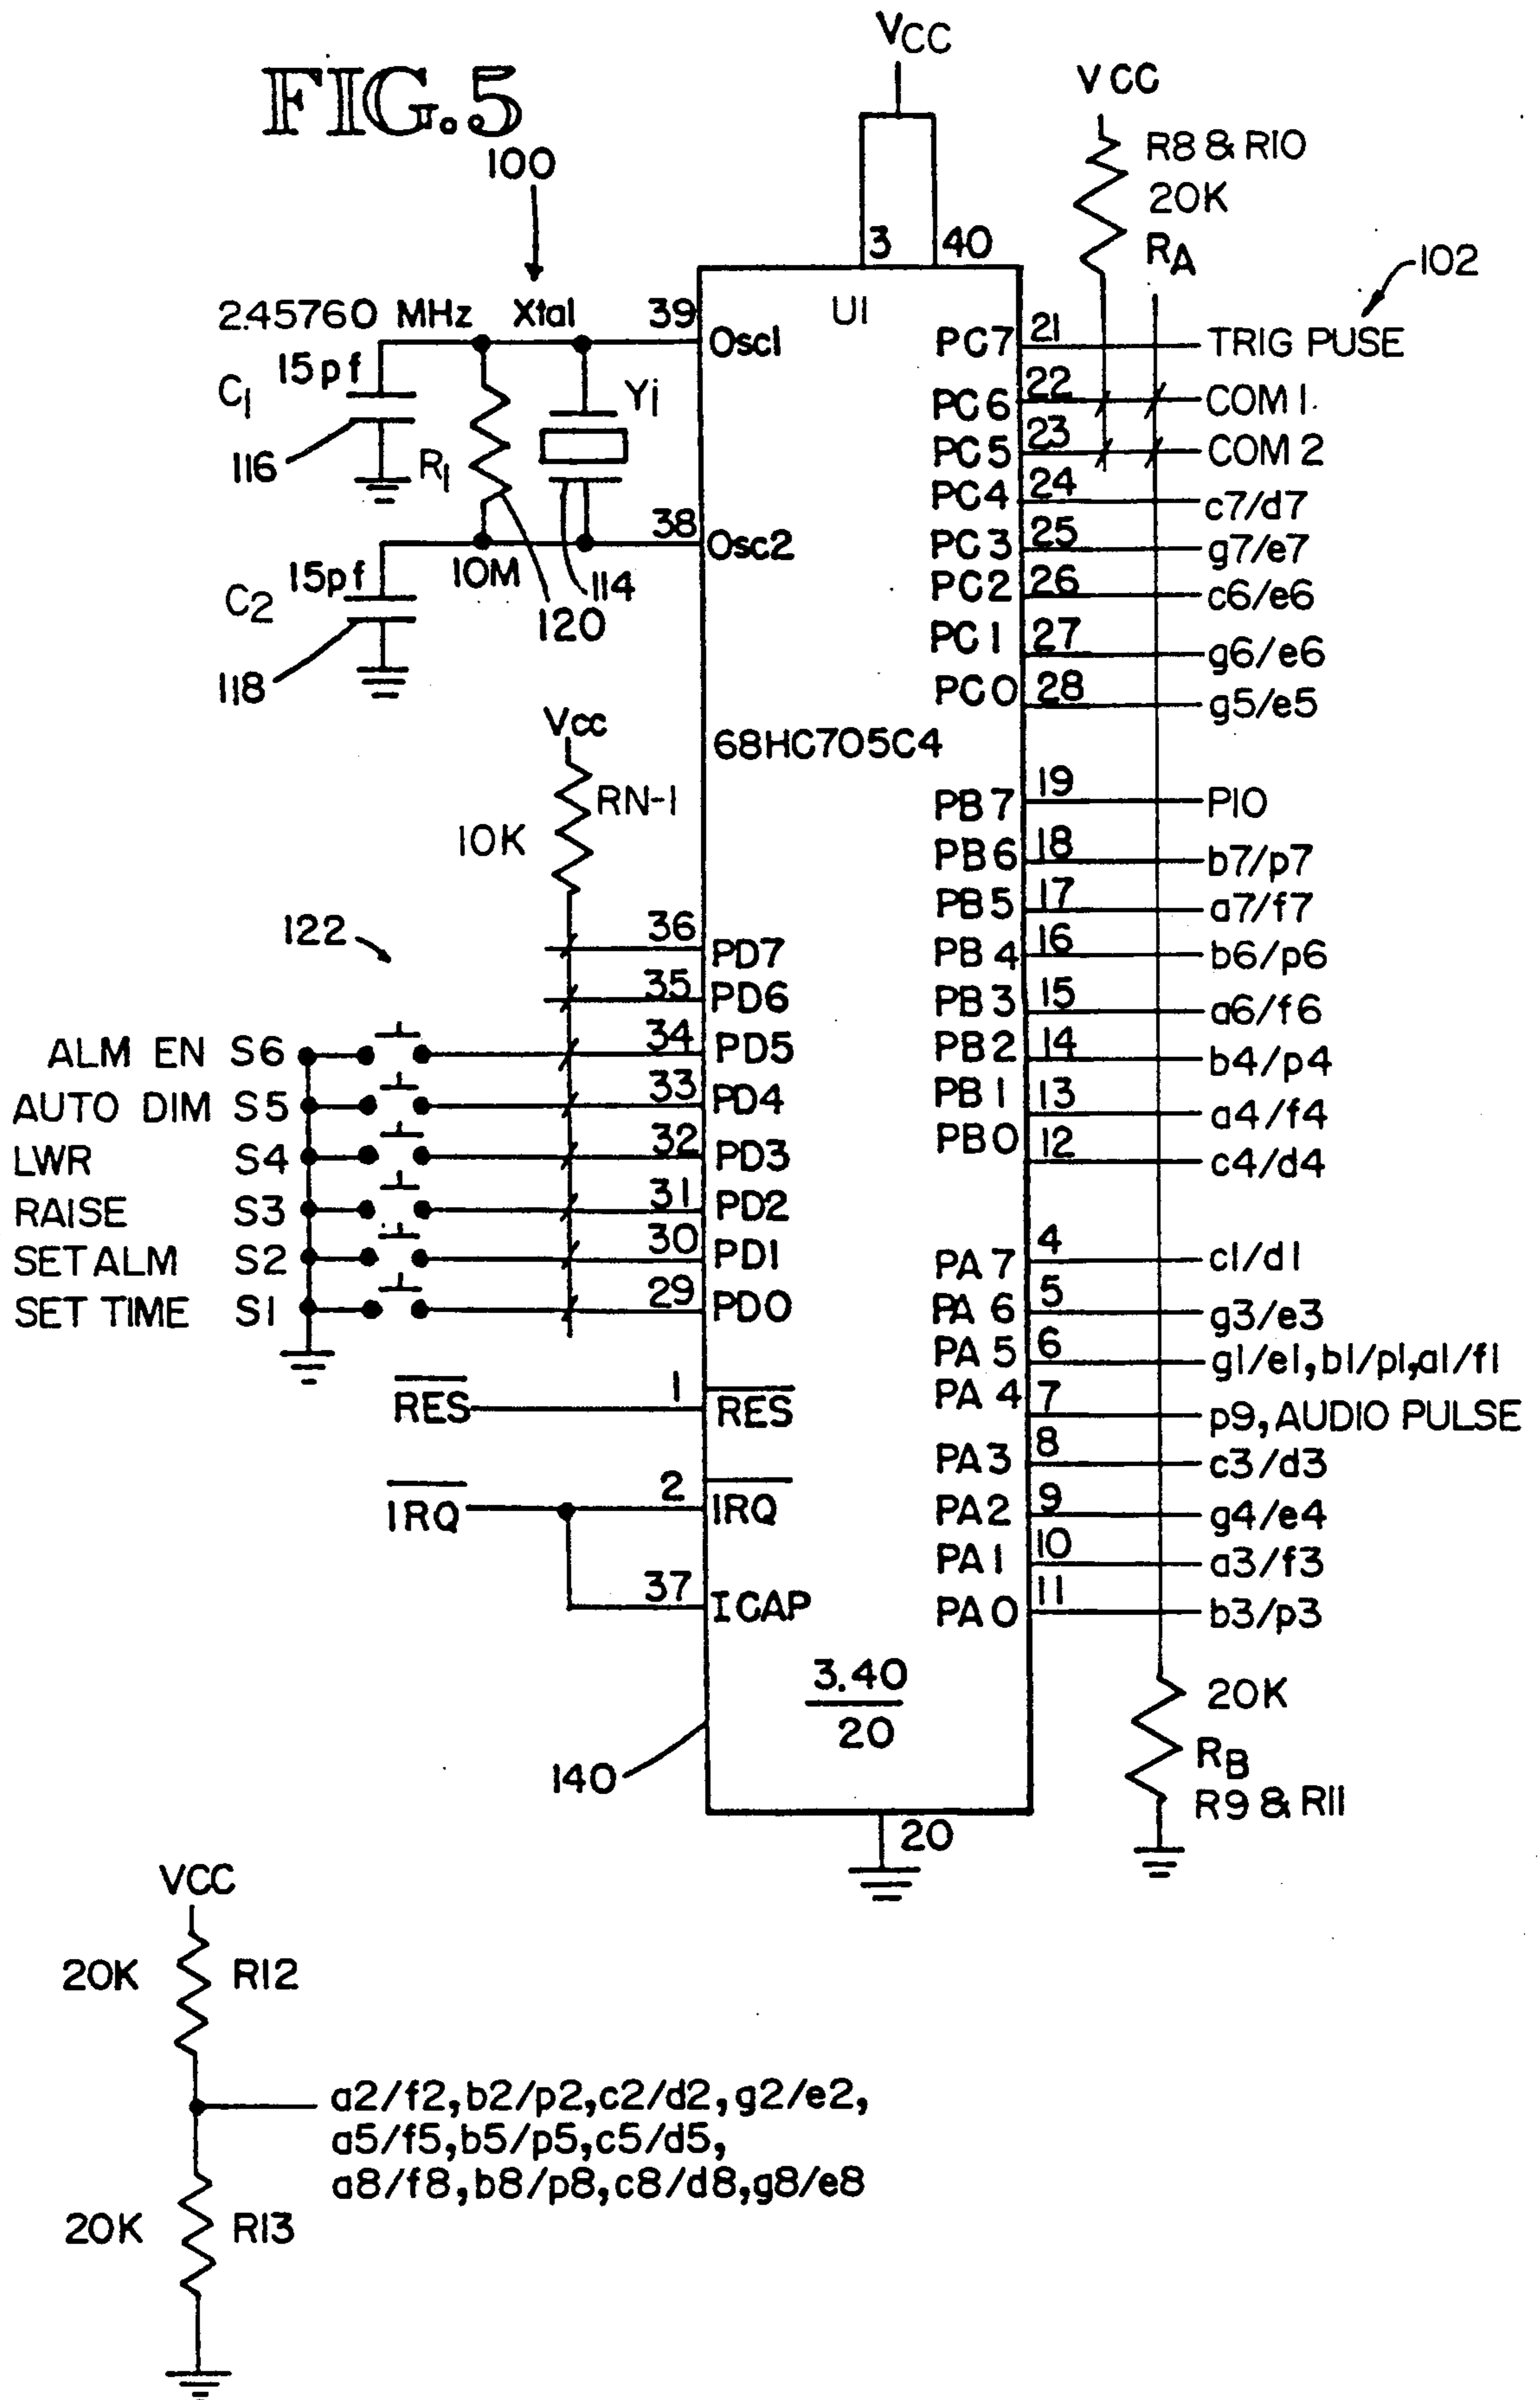 FIG.5
VCC
VCC
R8 & R10
20K
RA
100
3 40
102
2.45760 MHz Xtal
39
Osc1
U1
PC7 21 TRIG PUSE
15pf
C1
Yi
PC6 22 COM 1
116
R1
PC5 23 COM 2
PC4 24 c7/d7
38
Osc2
PC3 25 g7/e7
15pf
10M
114
C2
PC2 26 c6/e6
120
PC1 27 g6/e6
118
PC0 28 g5/e5
Vcc
68HC705C4
RN-1
10K
PB7 19 P10
PB6 18 b7/p7
PB5 17 a7/f7
122
36 PD7
PB4 16 b6/p6
35 PD6
PB3 15 a6/f6
ALM EN S6 34 PD5
PB2 14 b4/p4
AUTO DIM S5 33 PD4
PB1 13 a4/f4
LWR S4 32 PD3
PB0 12 c4/d4
RAISE S3 31 PD2
SET ALM S2 30 PD1
PA7 4 c1/d1
SET TIME S1 29 PD0
PA6 5 g3/e3
PA5 6 g1/e1,b1/p1,a1/f1
RES 1 RES
PA4 7 p9, AUDIO PULSE
PA3 8 c3/d3
IRQ 2 IRQ
PA2 9 g4/e4
PA1 10 a3/f3
37 ICAP
PA0 11 b3/p3
3.40
20
20K
RB
R9 & R11
140
20
VCC
20K R12
a2/f2,b2/p2,c2/d2,g2/e2,
a5/f5,b5/p5,c5/d5,
a8/f8,b8/p8,c8/d8,g8/e8
20K R13